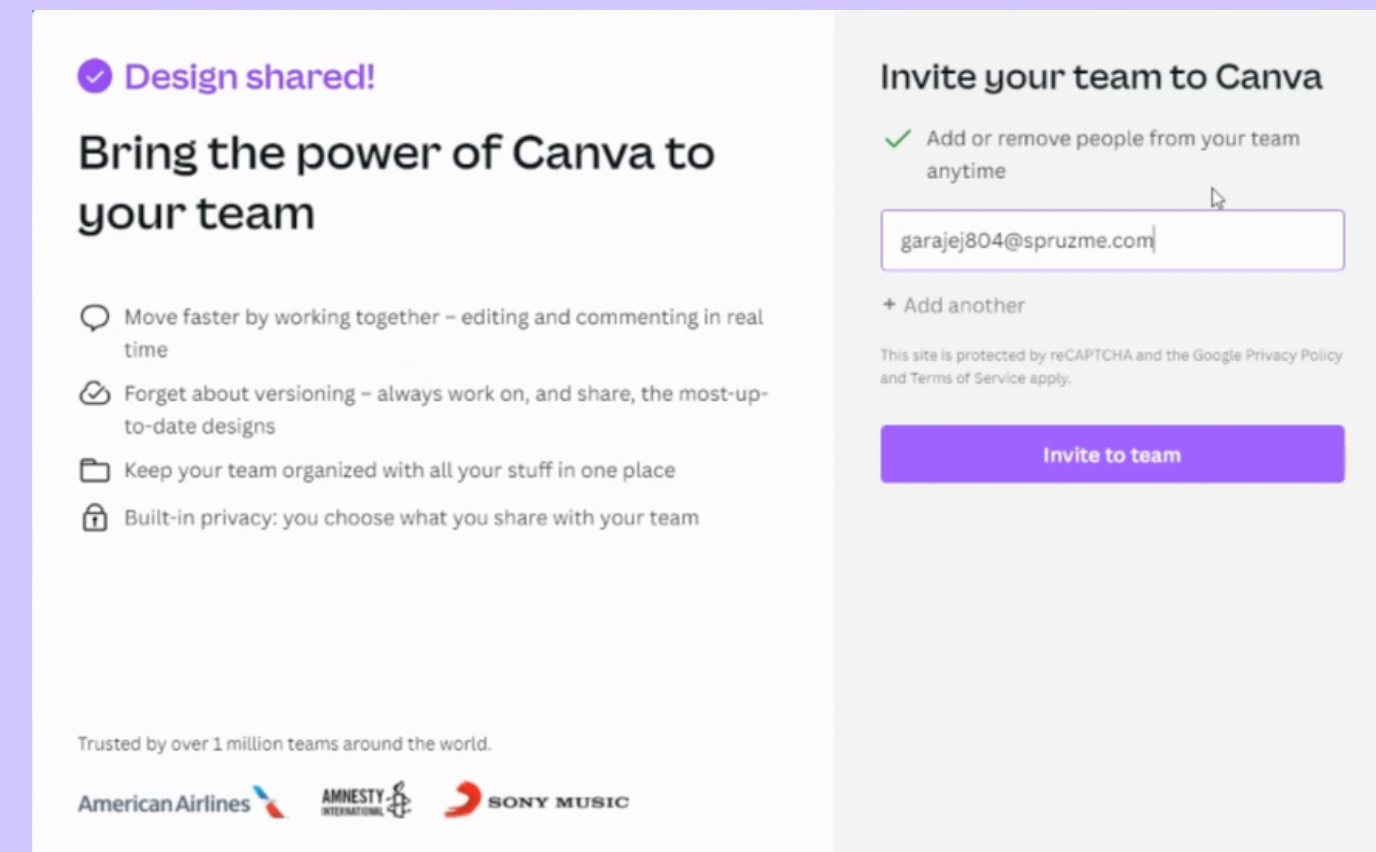 Design shared!
Bring the power of Canva to
your team
Move faster by working together – editing and commenting in real
time
Forget about versioning – always work on, and share, the most-up-
to-date designs
Keep your team organized with all your stuff in one place
Built-in privacy: you choose what you share with your team
Trusted by over 1 million teams around the world.
American Airlines
AMNESTY
INTERNATIONAL
SONY MUSIC
Invite your team to Canva
Add or remove people from your team
anytime
garajej804@spruzme.com
+ Add another
This site is protected by reCAPTCHA and the Google Privacy Policy
and Terms of Service apply.
Invite to team